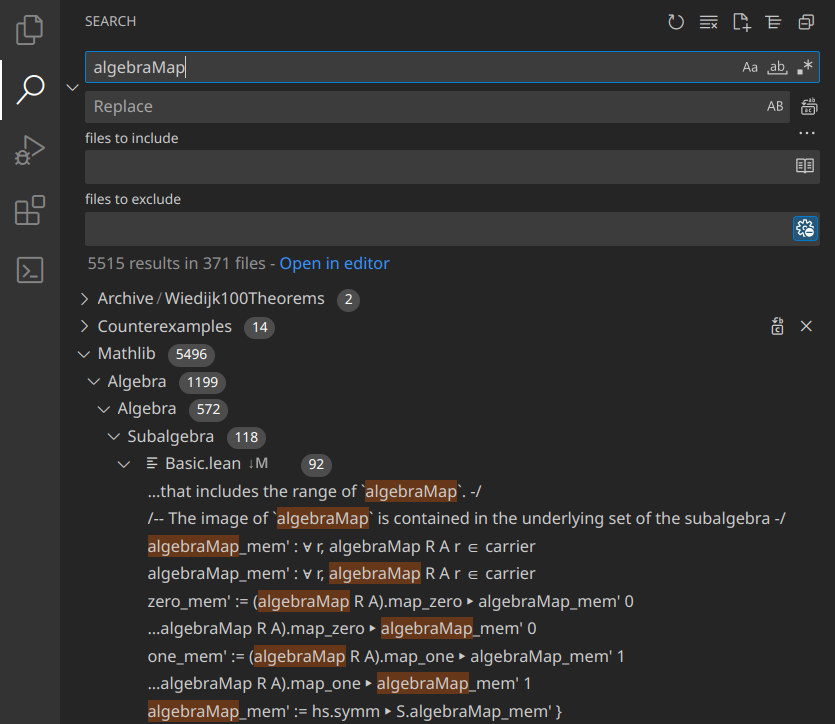 SEARCH
algebraMap
Aa ab *
Replace
AB
files to include
...
files to exclude
5515 results in 371 files - Open in editor
Archive / Wiedijk100Theorems 2
Counterexamples 14
Mathlib 5496
Algebra 1199
Algebra 572
Subalgebra 118
Basic.lean ↓M 92
...that includes the range of `algebraMap`. -/
/-- The image of `algebraMap` is contained in the underlying set of the subalgebra -/
algebraMap_mem' : ∀ r, algebraMap R A r ∈ carrier
algebraMap_mem' : ∀ r, algebraMap R A r ∈ carrier
zero_mem' := (algebraMap R A).map_zero ▸ algebraMap_mem' 0
...algebraMap R A).map_zero ▸ algebraMap_mem' 0
one_mem' := (algebraMap R A).map_one ▸ algebraMap_mem' 1
...algebraMap R A).map_one ▸ algebraMap_mem' 1
algebraMap_mem' := hs.symm ▸ S.algebraMap_mem' }